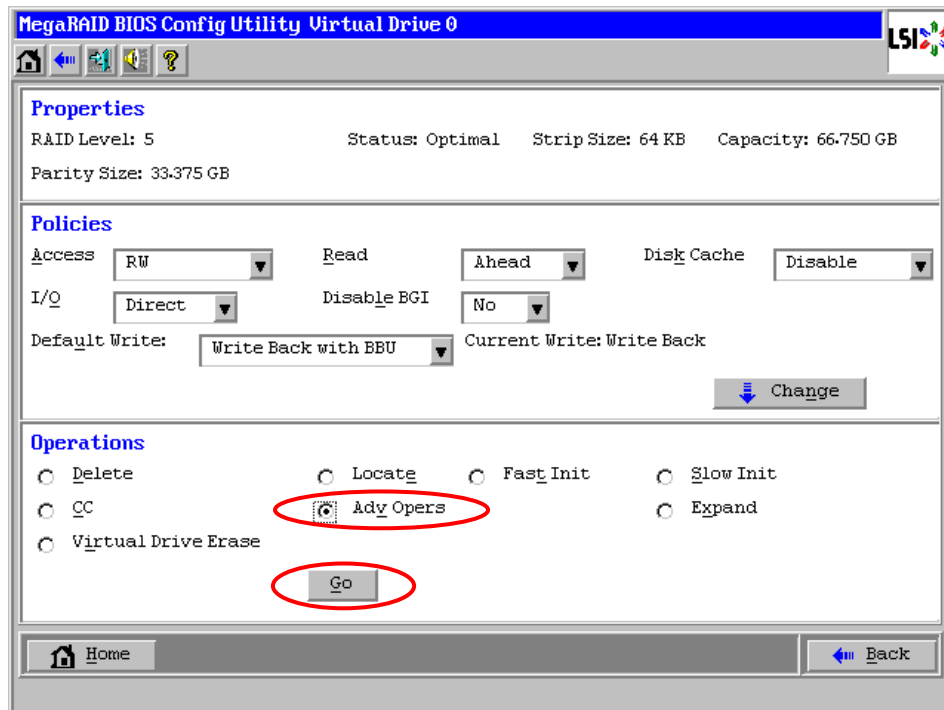 MegaRAID BIOS Config Utility Virtual Drive 0
LSI
Properties
RAID Level: 5 Status: Optimal Strip Size: 64 KB Capacity: 66.750 GB
Parity Size: 33.375 GB
Policies
Access RW Read Ahead Disk Cache Disable
I/O Direct Disable BGI No
Default Write: Write Back with BBU Current Write: Write Back
Change
Operations
Delete Locate Fast Init Slow Init
CC Adv Opers Expand
Virtual Drive Erase
Go
Home Back